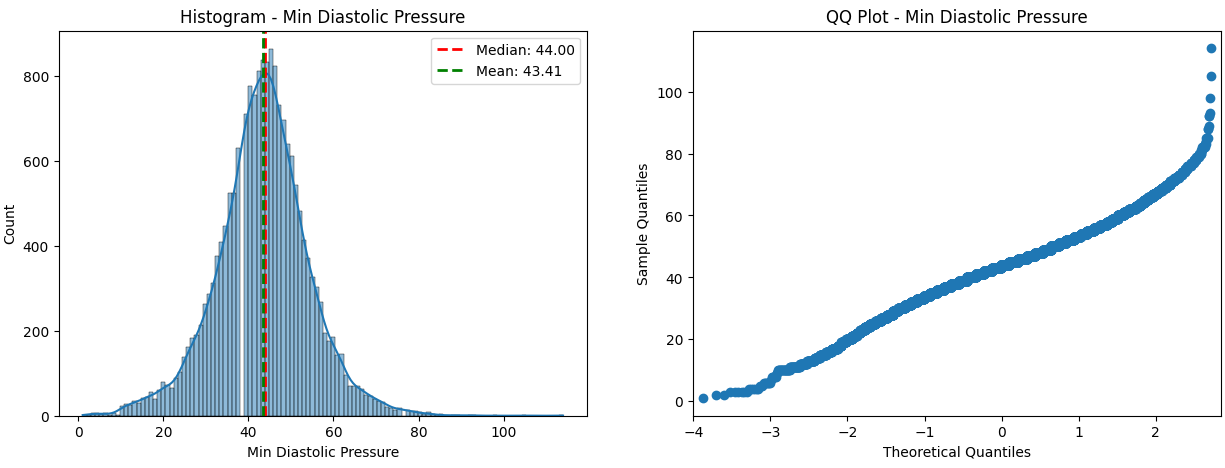 Histogram - Min Diastolic Pressure
Median: 44.00
Mean: 43.41
Count
800
600
400
200
0
0 20 40 60 80 100
Min Diastolic Pressure
QQ Plot - Min Diastolic Pressure
Sample Quantiles
100
80
60
40
20
0
−4 −3 −2 −1 0 1 2
Theoretical Quantiles